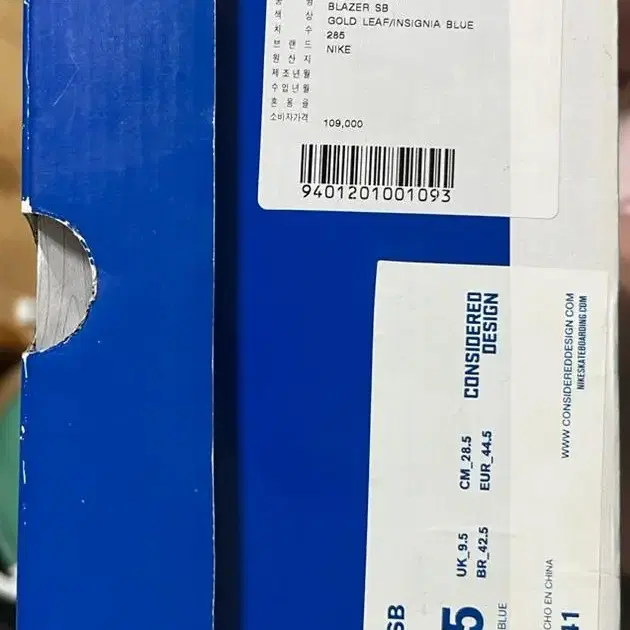 BLAZER SB
색 상 GOLD LEAF/INSIGNIA BLUE
치 수 285
브 랜 드 NIKE
원 산 지
제조년월
수입년월
혼 용 율
소비자가격 109,000
9401201001093
CONSIDERED
DESIGN
WWW.CONSIDEREDDESIGN.COM
NIKESKATEBOARDING.COM
UK_9.5 CM_28.5
BR_42.5 EUR_44.5
SB
5
BLUE
CHO EN CHINA
41